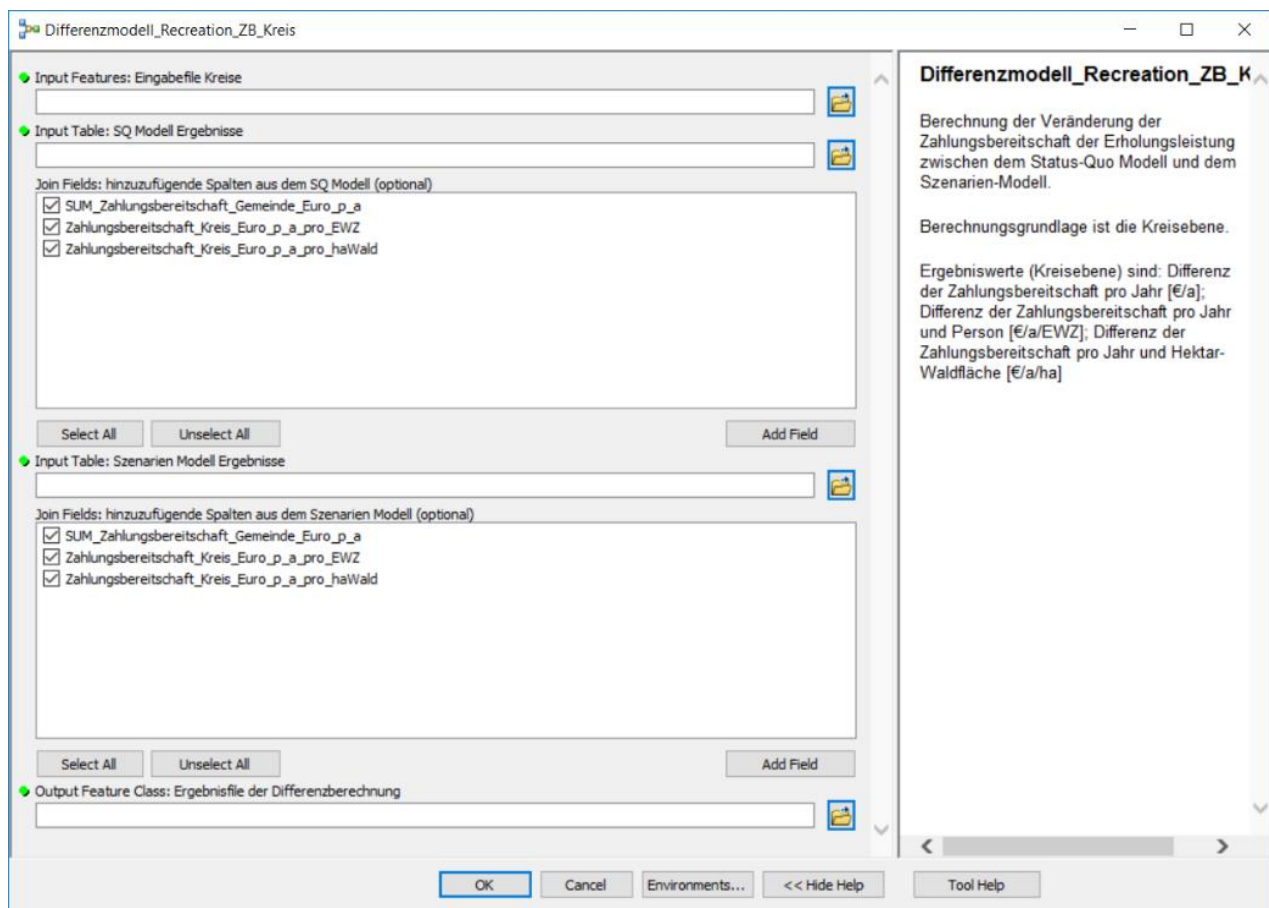 Differenzmodell_Recreation_ZB_Kreis
Input Features: Eingabefile Kreise
Input Table: SQ Modell Ergebnisse
Join Fields: hinzuzufügende Spalten aus dem SQ Modell (optional)
SUM_Zahlungsbereitschaft_Gemeinde_Euro_p_a
Zahlungsbereitschaft_Kreis_Euro_p_a_pro_EWZ
Zahlungsbereitschaft_Kreis_Euro_p_a_pro_haWald
Select All Unselect All Add Field
Input Table: Szenarien Modell Ergebnisse
Join Fields: hinzuzufügende Spalten aus dem Szenarien Modell (optional)
SUM_Zahlungsbereitschaft_Gemeinde_Euro_p_a
Zahlungsbereitschaft_Kreis_Euro_p_a_pro_EWZ
Zahlungsbereitschaft_Kreis_Euro_p_a_pro_haWald
Select All Unselect All Add Field
Output Feature Class: Ergebnisfile der Differenzberechnung
Differenzmodell_Recreation_ZB_K
Berechnung der Veränderung der
Zahlungsbereitschaft der Erholungsleistung
zwischen dem Status-Quo Modell und dem
Szenarien-Modell.
Berechnungsgrundlage ist die Kreisebene.
Ergebniswerte (Kreisebene) sind: Differenz
der Zahlungsbereitschaft pro Jahr [€/a];
Differenz der Zahlungsbereitschaft pro Jahr
und Person [€/a/EWZ]; Differenz der
Zahlungsbereitschaft pro Jahr und Hektar-
Waldfläche [€/a/ha]
OK Cancel Environments... << Hide Help Tool Help